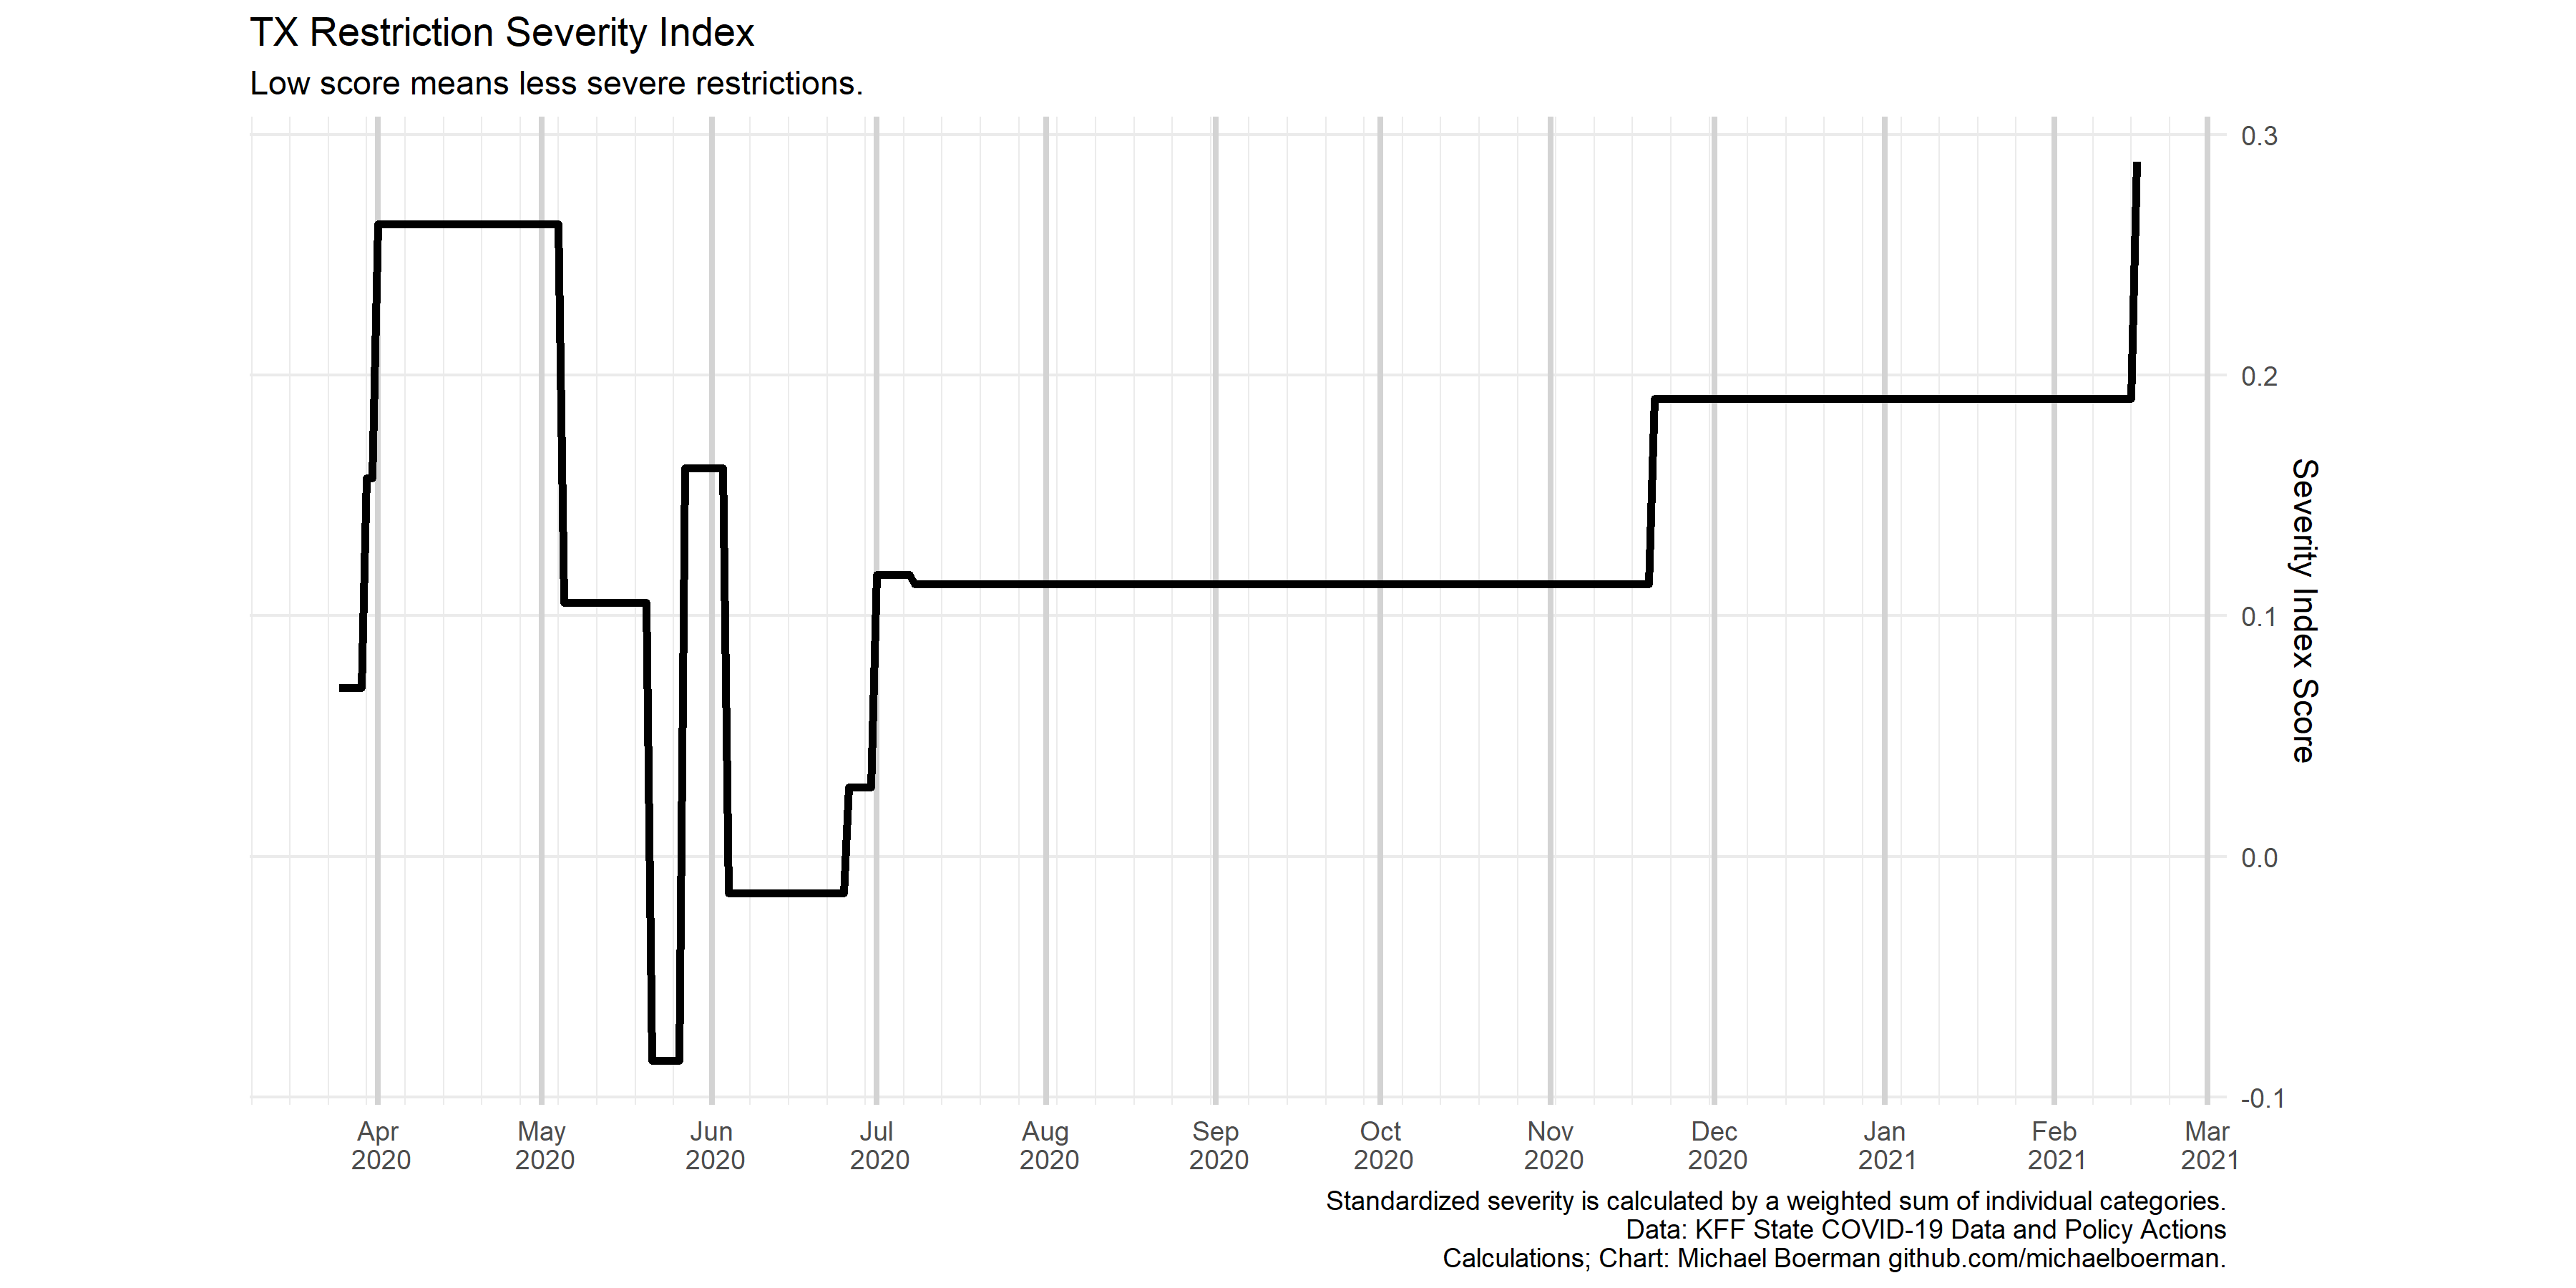 TX Restriction Severity Index
Low score means less severe restrictions.
0.3
0.2
0.1
0.0
-0.1
Severity Index Score
Apr 2020
May 2020
Jun 2020
Jul 2020
Aug 2020
Sep 2020
Oct 2020
Nov 2020
Dec 2020
Jan 2021
Feb 2021
Mar 2021
Standardized severity is calculated by a weighted sum of individual categories.
Data: KFF State COVID-19 Data and Policy Actions
Calculations; Chart: Michael Boerman github.com/michaelboerman.